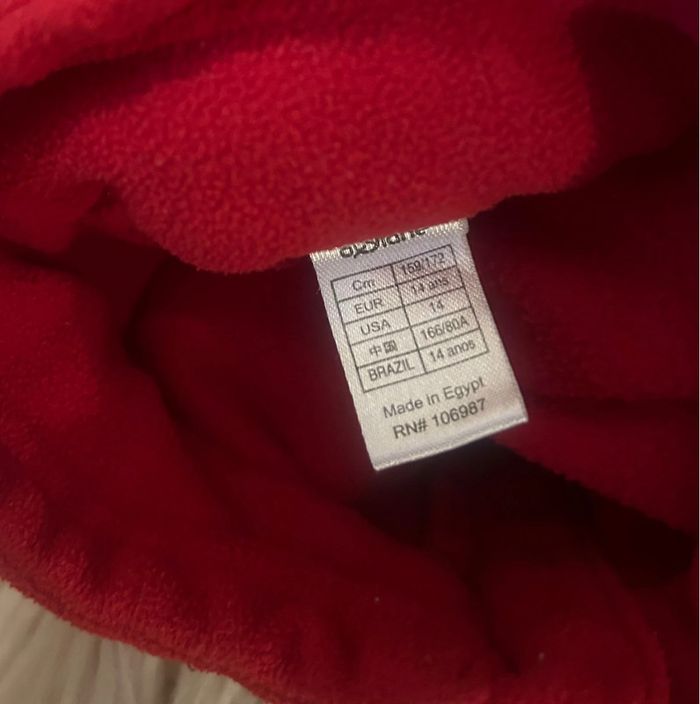 Cm 159/172
EUR 14 ans
USA 14
中国 166/80A
BRAZIL 14 anos
Made in Egypt
RN# 106987